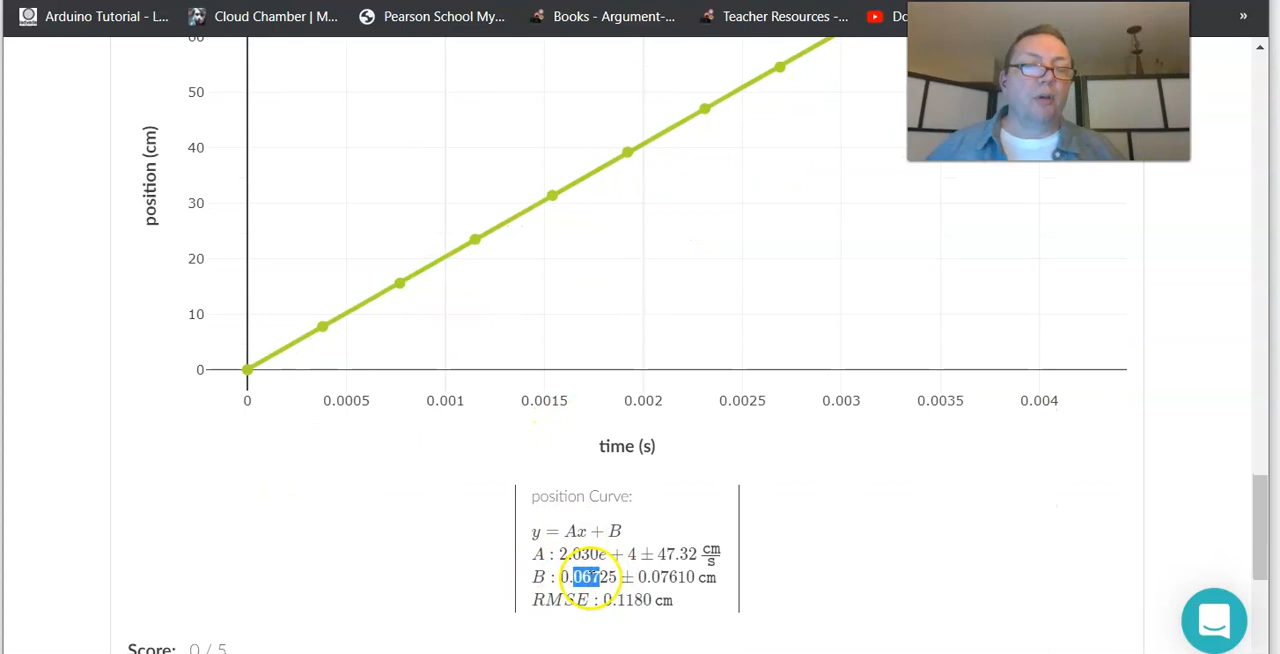 Arduino Tutorial - L...
Cloud Chamber | M...
Pearson School My...
Books - Argument-...
Teacher Resources -...
Do
»
60
50
40
30
20
10
0
position (cm)
0 0.0005 0.001 0.0015 0.002 0.0025 0.003 0.0035 0.004
time (s)
position Curve:
y = Ax + B
A : 2.030e + 4 ± 47.32 cm/s
B : 0.06725 ± 0.07610 cm
RMSE : 0.1180 cm
Score: 0 / 5